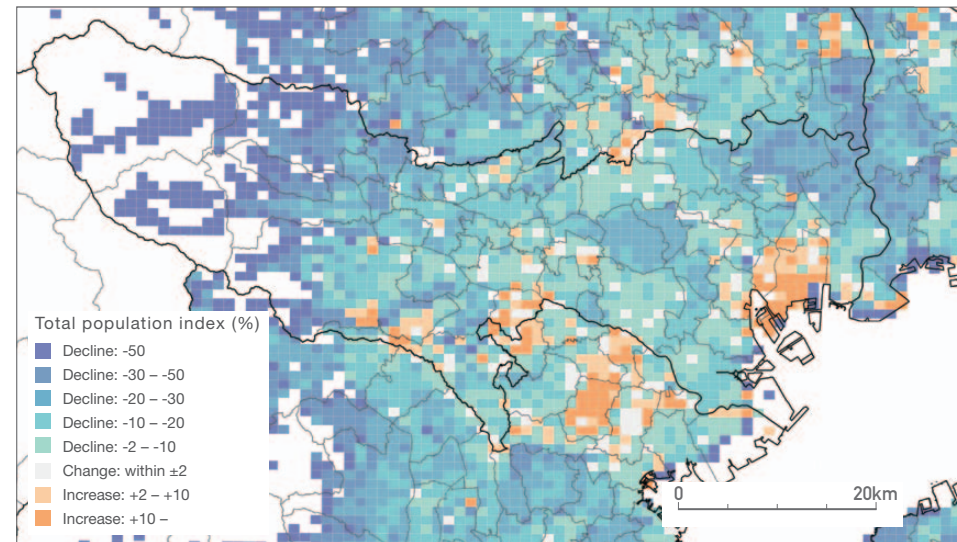 Total population index (%)
Decline: -50
Decline: -30 – -50
Decline: -20 – -30
Decline: -10 – -20
Decline: -2 – -10
Change: within ±2
Increase: +2 – +10
Increase: +10 –
0 20km